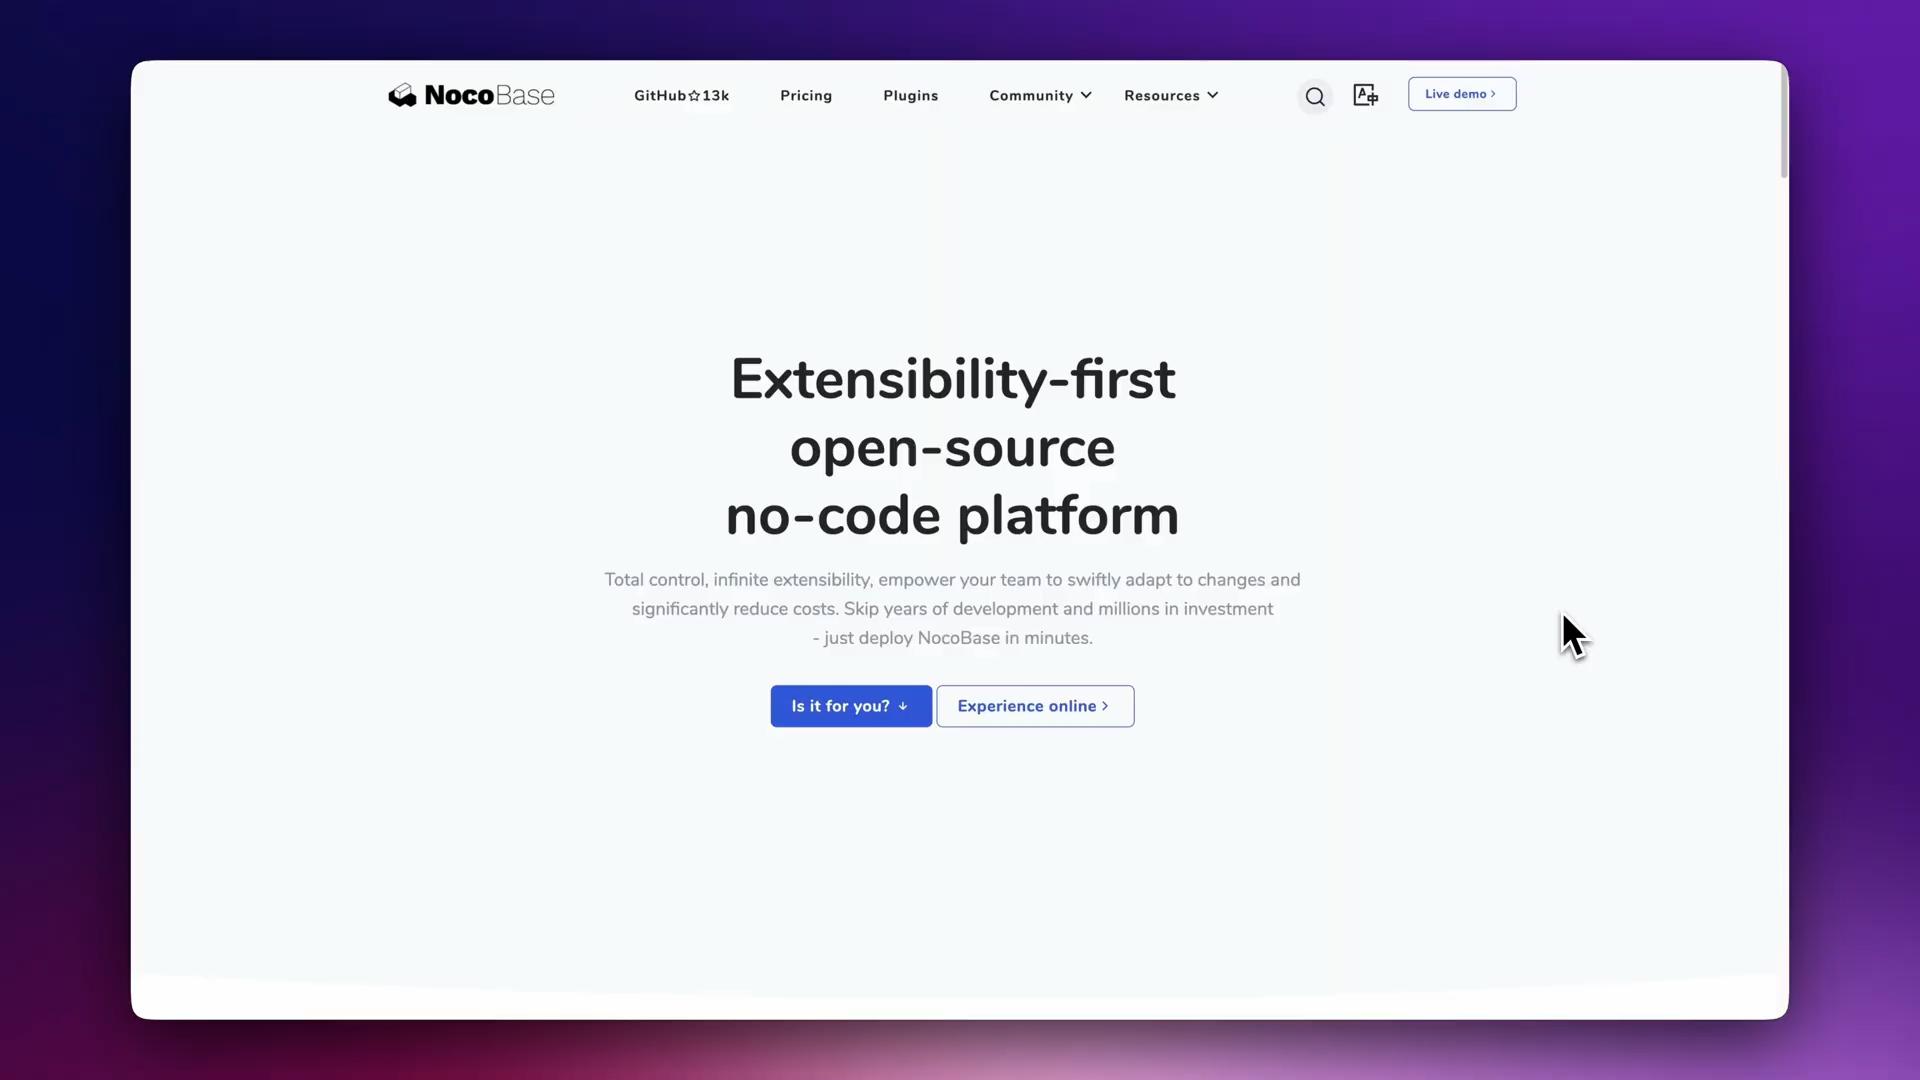 NocoBase
GitHub☆13k
Pricing
Plugins
Community
Resources
Live demo ›
Extensibility-first
open-source
no-code platform
Total control, infinite extensibility, empower your team to swiftly adapt to changes and
significantly reduce costs. Skip years of development and millions in investment
- just deploy NocoBase in minutes.
Is it for you? ↓
Experience online ›